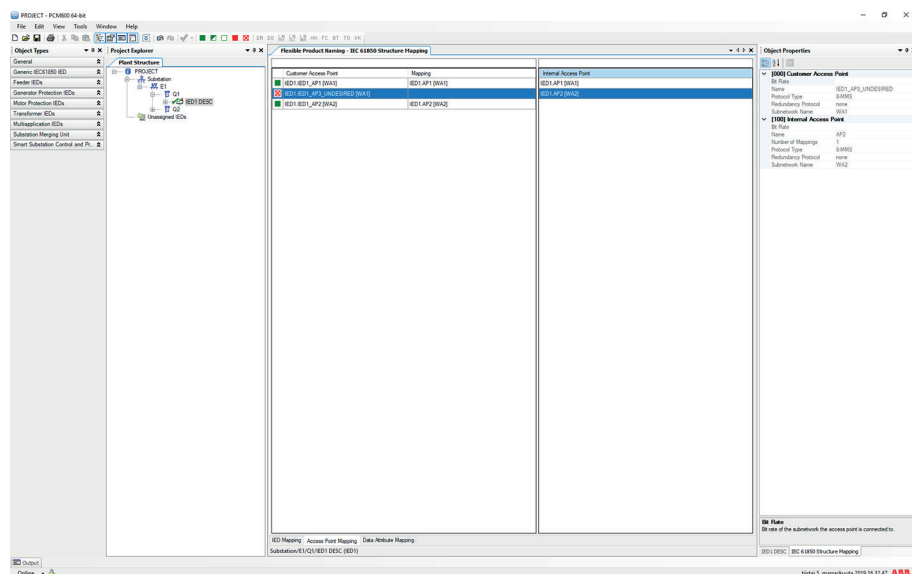 PROJECT - PCM600 64-bit
File Edit View Tools Window Help
Object Types
General
Generic IEC61850 IED
Feeder IEDs
Generator Protection IEDs
Motor Protection IEDs
Transformer IEDs
Multiapplication IEDs
Substation Merging Unit
Smart Substation Control and Pr...
Project Explorer
Plant Structure
PROJECT
Substation
E1
Q1
IED1 DESC
Q2
Unassigned IEDs
Flexible Product Naming - IEC 61850 Structure Mapping
Customer Access Point Mapping Internal Access Point
IED1.IED1_AP1 [WA1] IED1.AP1 [WA1] IED1.AP1 [WA1]
IED1.IED1_AP3_UNDESIRED [WA1] IED1.AP2 [WA2]
IED1.IED1_AP2 [WA2] IED1.AP2 [WA2]
IED Mapping Access Point Mapping Data Attribute Mapping
Substation/E1/Q1/IED1 DESC (IED1)
Object Properties
[000] Customer Access Point
Bit Rate
Name IED1_AP3_UNDESIRED
Protocol Type 8-MMS
Redundancy Protocol none
Subnetwork Name WA1
[100] Internal Access Point
Bit Rate
Name AP2
Number of Mappings 1
Protocol Type 8-MMS
Redundancy Protocol none
Subnetwork Name WA2
Bit Rate
Bit rate of the subnetwork the access point is connected to.
IED1 DESC IEC 61850 Structure Mapping
Output
Online
tiistai 5. marraskuuta 2019 16.37.47 ABB